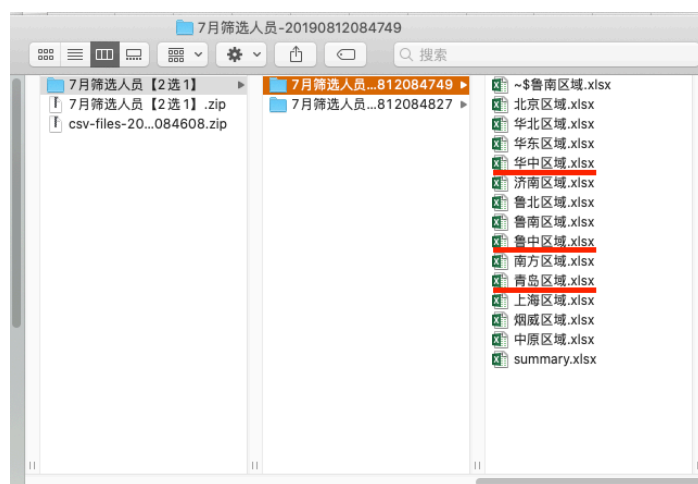 7月筛选人员-20190812084749
搜索
7月筛选人员【2选1】
7月筛选人员【2选1】.zip
csv-files-20...084608.zip
7月筛选人员...812084749
7月筛选人员...812084827
~$鲁南区域.xlsx
北京区域.xlsx
华北区域.xlsx
华东区域.xlsx
华中区域.xlsx
济南区域.xlsx
鲁北区域.xlsx
鲁南区域.xlsx
鲁中区域.xlsx
南方区域.xlsx
青岛区域.xlsx
上海区域.xlsx
烟威区域.xlsx
中原区域.xlsx
summary.xlsx